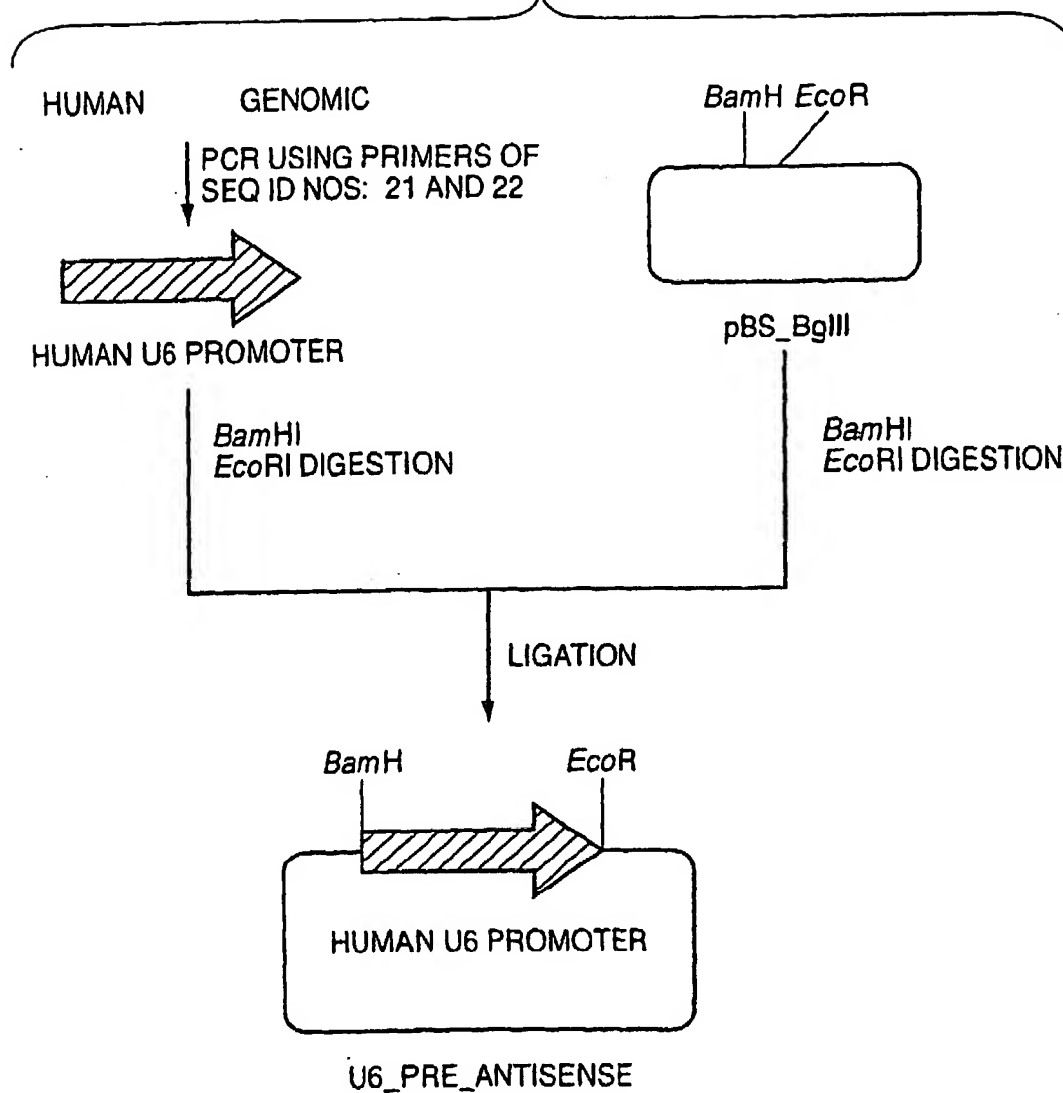 HUMAN GENOMIC
PCR USING PRIMERS OF
SEQ ID NOS: 21 AND 22
HUMAN U6 PROMOTER
BamH EcoR
pBS_BglII
BamHI
EcoRI DIGESTION
BamHI
EcoRI DIGESTION
LIGATION
BamH EcoR
HUMAN U6 PROMOTER
U6_PRE_ANTISENSE